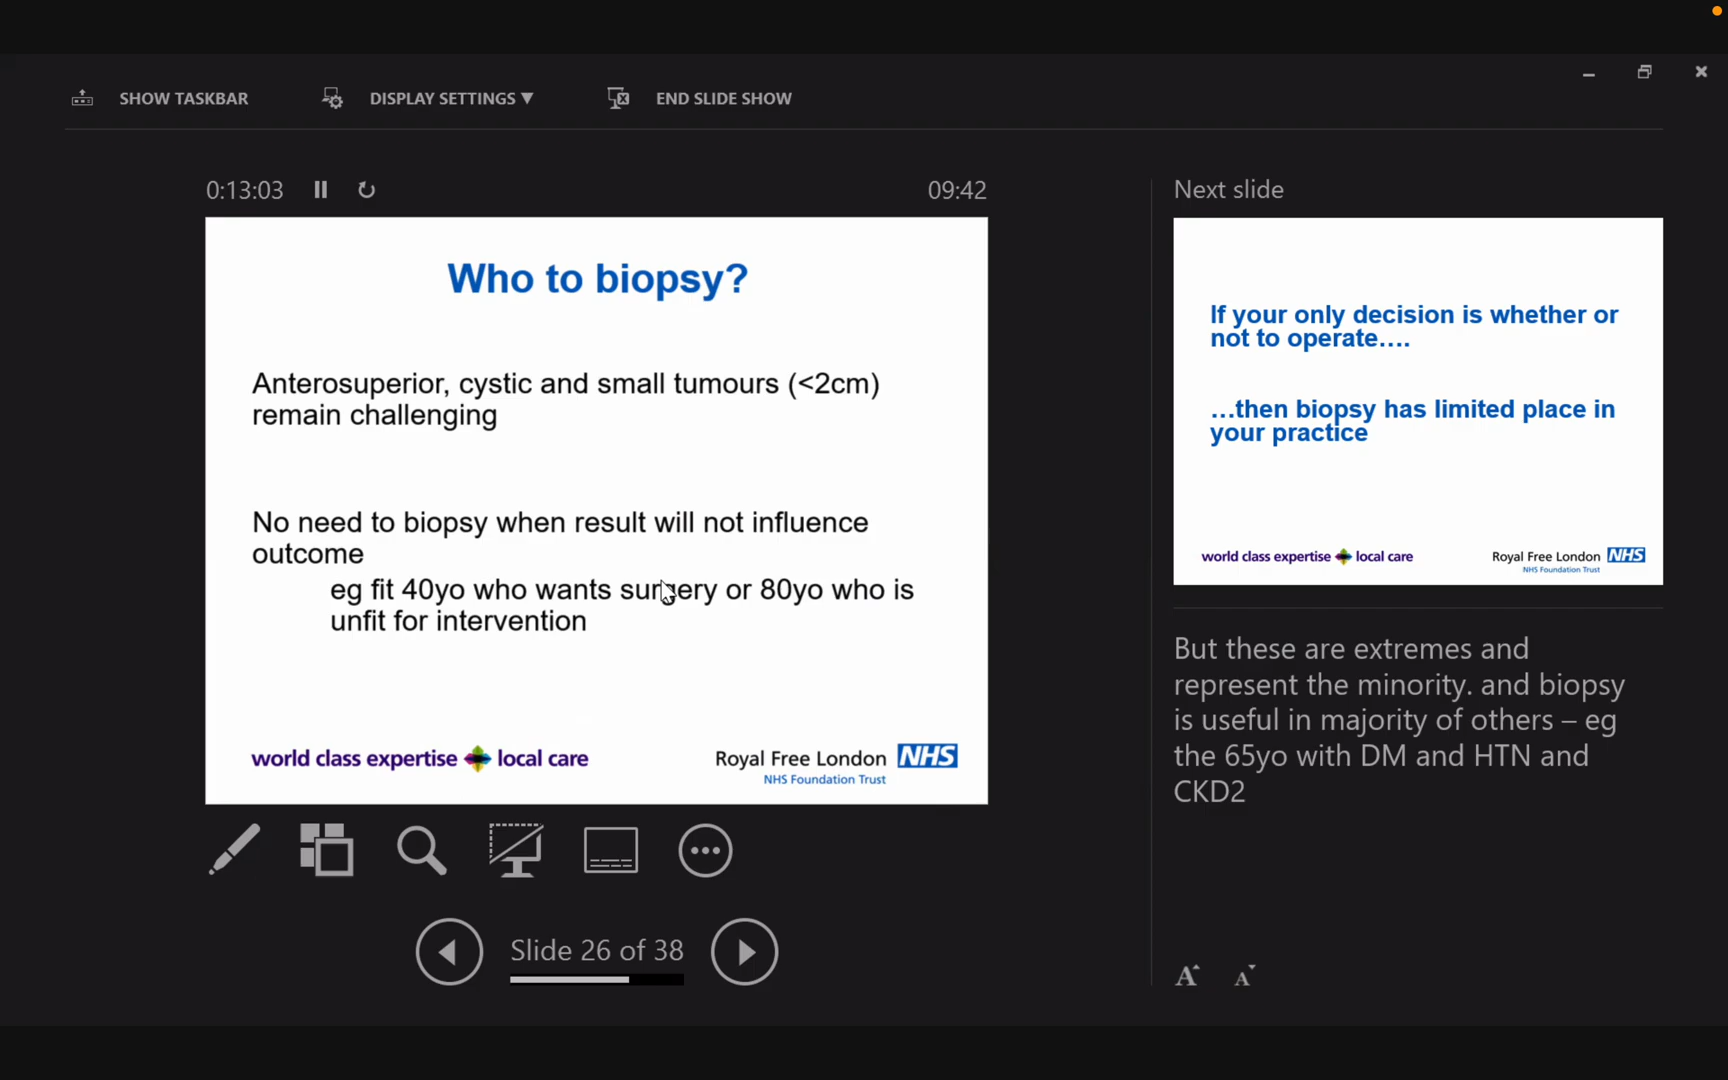 SHOW TASKBAR
DISPLAY SETTINGS ▼
END SLIDE SHOW
0:13:03
09:42
Who to biopsy?
Anterosuperior, cystic and small tumours (<2cm)
remain challenging
No need to biopsy when result will not influence
outcome
eg fit 40yo who wants surgery or 80yo who is
unfit for intervention
world class expertise local care
Royal Free London NHS
NHS Foundation Trust
Slide 26 of 38
Next slide
If your only decision is whether or
not to operate....
...then biopsy has limited place in
your practice
world class expertise local care
Royal Free London NHS
NHS Foundation Trust
But these are extremes and
represent the minority. and biopsy
is useful in majority of others – eg
the 65yo with DM and HTN and
CKD2
A A